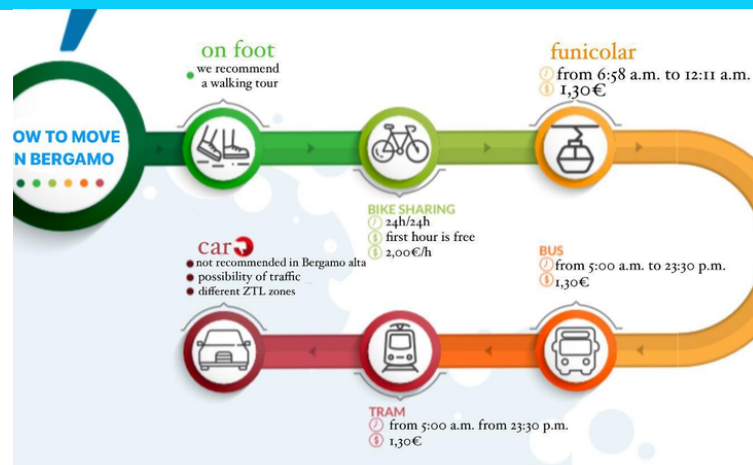 OW TO MOVE
N BERGAMO
on foot
we recommend
a walking tour
BIKE SHARING
24h/24h
first hour is free
2,00€/h
funicolar
from 6:58 a.m. to 12:11 a.m.
1,30€
BUS
from 5:00 a.m. to 23:30 p.m.
1,30€
TRAM
from 5:00 a.m. from 23:30 p.m.
1,30€
car
not recommended in Bergamo alta
possibility of traffic
different ZTL zones